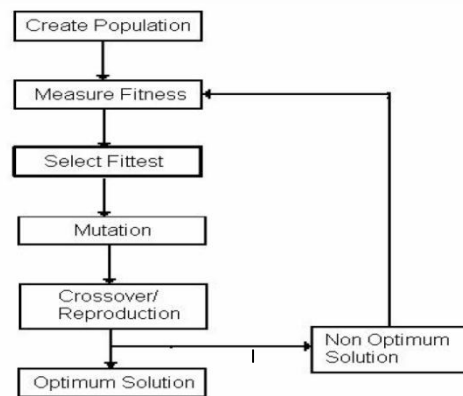 Create Population
Measure Fitness
Select Fittest
Mutation
Crossover/
Reproduction
Non Optimum
Solution
Optimum Solution